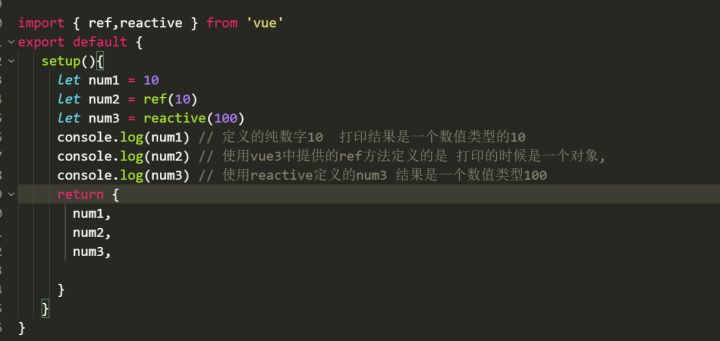 import { ref,reactive } from 'vue'
export default {
setup(){
let num1 = 10
let num2 = ref(10)
let num3 = reactive(100)
console.log(num1) // 定义的纯数字10 打印结果是一个数值类型的10
console.log(num2) // 使用vue3中提供的ref方法定义的是 打印的时候是一个对象,
console.log(num3) // 使用reactive定义的num3 结果是一个数值类型100
return {
num1,
num2,
num3,
}
}
}